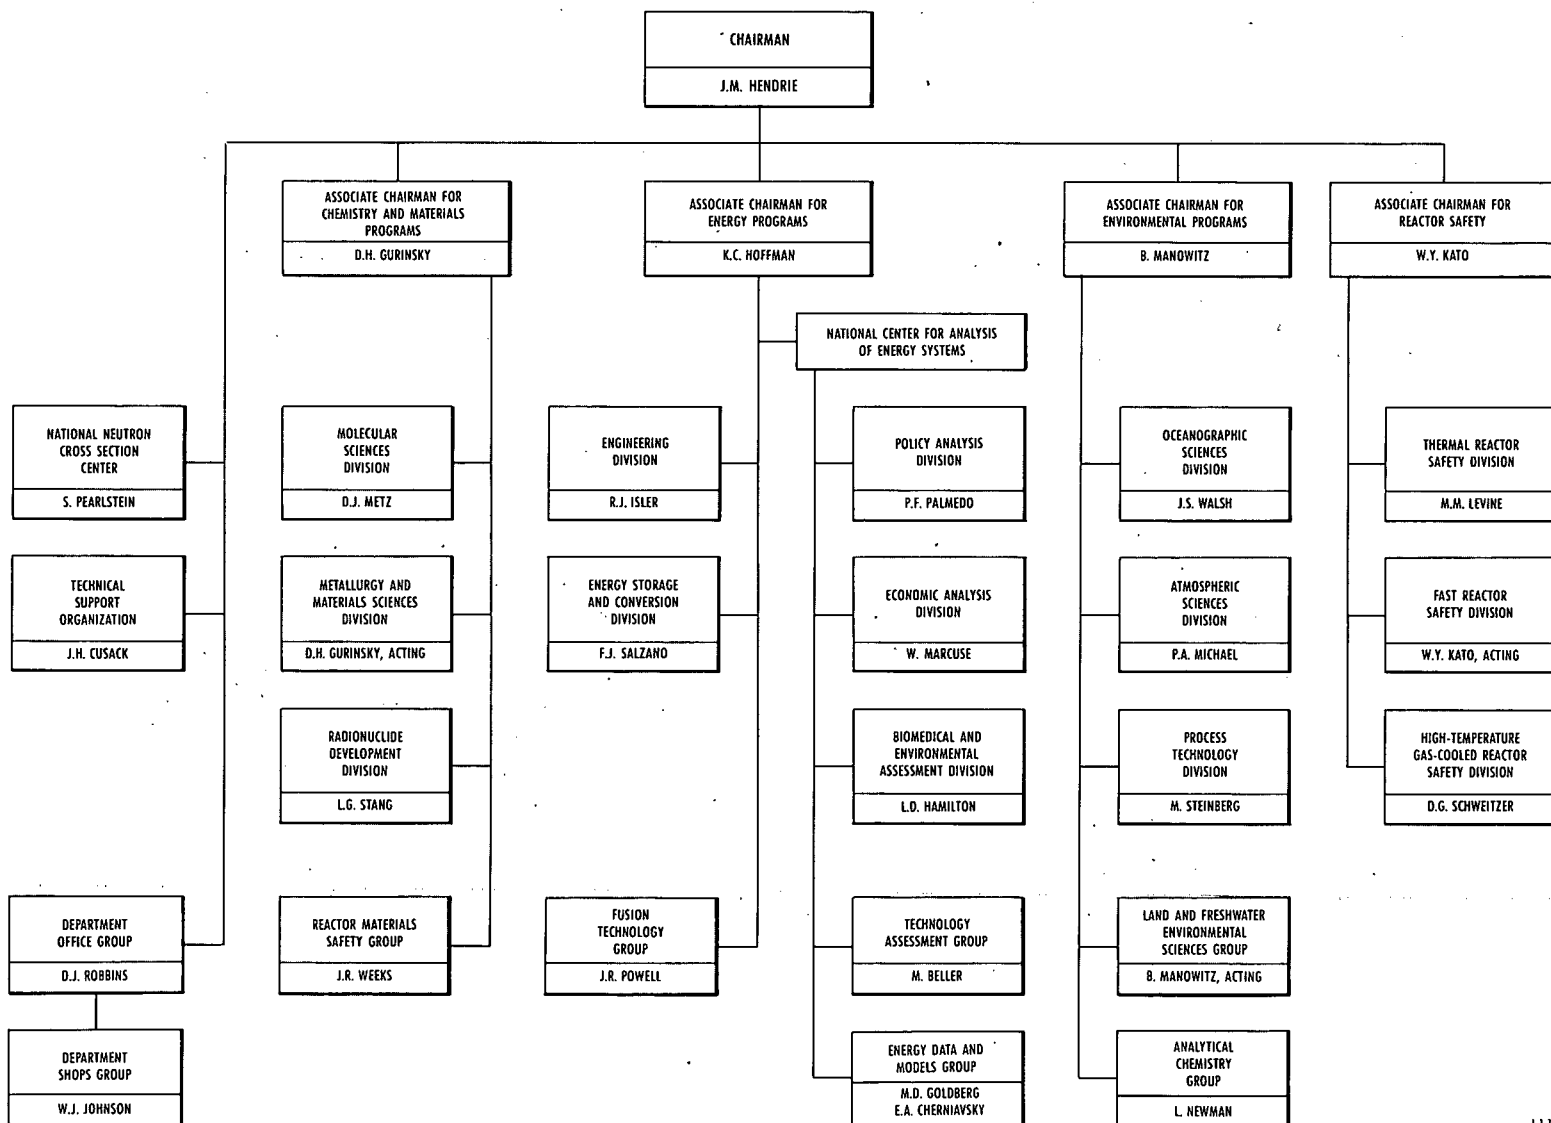 CHAIRMAN
J.M. HENDRIE
ASSOCIATE CHAIRMAN FOR
CHEMISTRY AND MATERIALS
PROGRAMS
D.H. GURINSKY
ASSOCIATE CHAIRMAN FOR
ENERGY PROGRAMS
K.C. HOFFMAN
ASSOCIATE CHAIRMAN FOR
ENVIRONMENTAL PROGRAMS
B. MANOWITZ
ASSOCIATE CHAIRMAN FOR
REACTOR SAFETY
W.Y. KATO
NATIONAL CENTER FOR ANALYSIS
OF ENERGY SYSTEMS
NATIONAL NEUTRON
CROSS SECTION
CENTER
S. PEARLSTEIN
MOLECULAR
SCIENCES
DIVISION
D.J. METZ
ENGINEERING
DIVISION
R.J. ISLER
POLICY ANALYSIS
DIVISION
P.F. PALMEDO
OCEANOGRAPHIC
SCIENCES
DIVISION
J.S. WALSH
THERMAL REACTOR
SAFETY DIVISION
M.M. LEVINE
TECHNICAL
SUPPORT
ORGANIZATION
J.H. CUSACK
METALLURGY AND
MATERIALS SCIENCES
DIVISION
D.H. GURINSKY, ACTING
ENERGY STORAGE
AND CONVERSION
DIVISION
F.J. SALZANO
ECONOMIC ANALYSIS
DIVISION
W. MARCUSE
ATMOSPHERIC
SCIENCES
DIVISION
P.A. MICHAEL
FAST REACTOR
SAFETY DIVISION
W.Y. KATO, ACTING
RADIONUCLIDE
DEVELOPMENT
DIVISION
L.G. STANG
BIOMEDICAL AND
ENVIRONMENTAL
ASSESSMENT DIVISION
L.D. HAMILTON
PROCESS
TECHNOLOGY
DIVISION
M. STEINBERG
HIGH-TEMPERATURE
GAS-COOLED REACTOR
SAFETY DIVISION
D.G. SCHWEITZER
DEPARTMENT
OFFICE GROUP
D.J. ROBBINS
REACTOR MATERIALS
SAFETY GROUP
J.R. WEEKS
FUSION
TECHNOLOGY
GROUP
J.R. POWELL
TECHNOLOGY
ASSESSMENT GROUP
M. BELLER
LAND AND FRESHWATER
ENVIRONMENTAL
SCIENCES GROUP
B. MANOWITZ, ACTING
DEPARTMENT
SHOPS GROUP
W.J. JOHNSON
ENERGY DATA AND
MODELS GROUP
M.D. GOLDBERG
E.A. CHERNIAVSKY
ANALYTICAL
CHEMISTRY
GROUP
L. NEWMAN